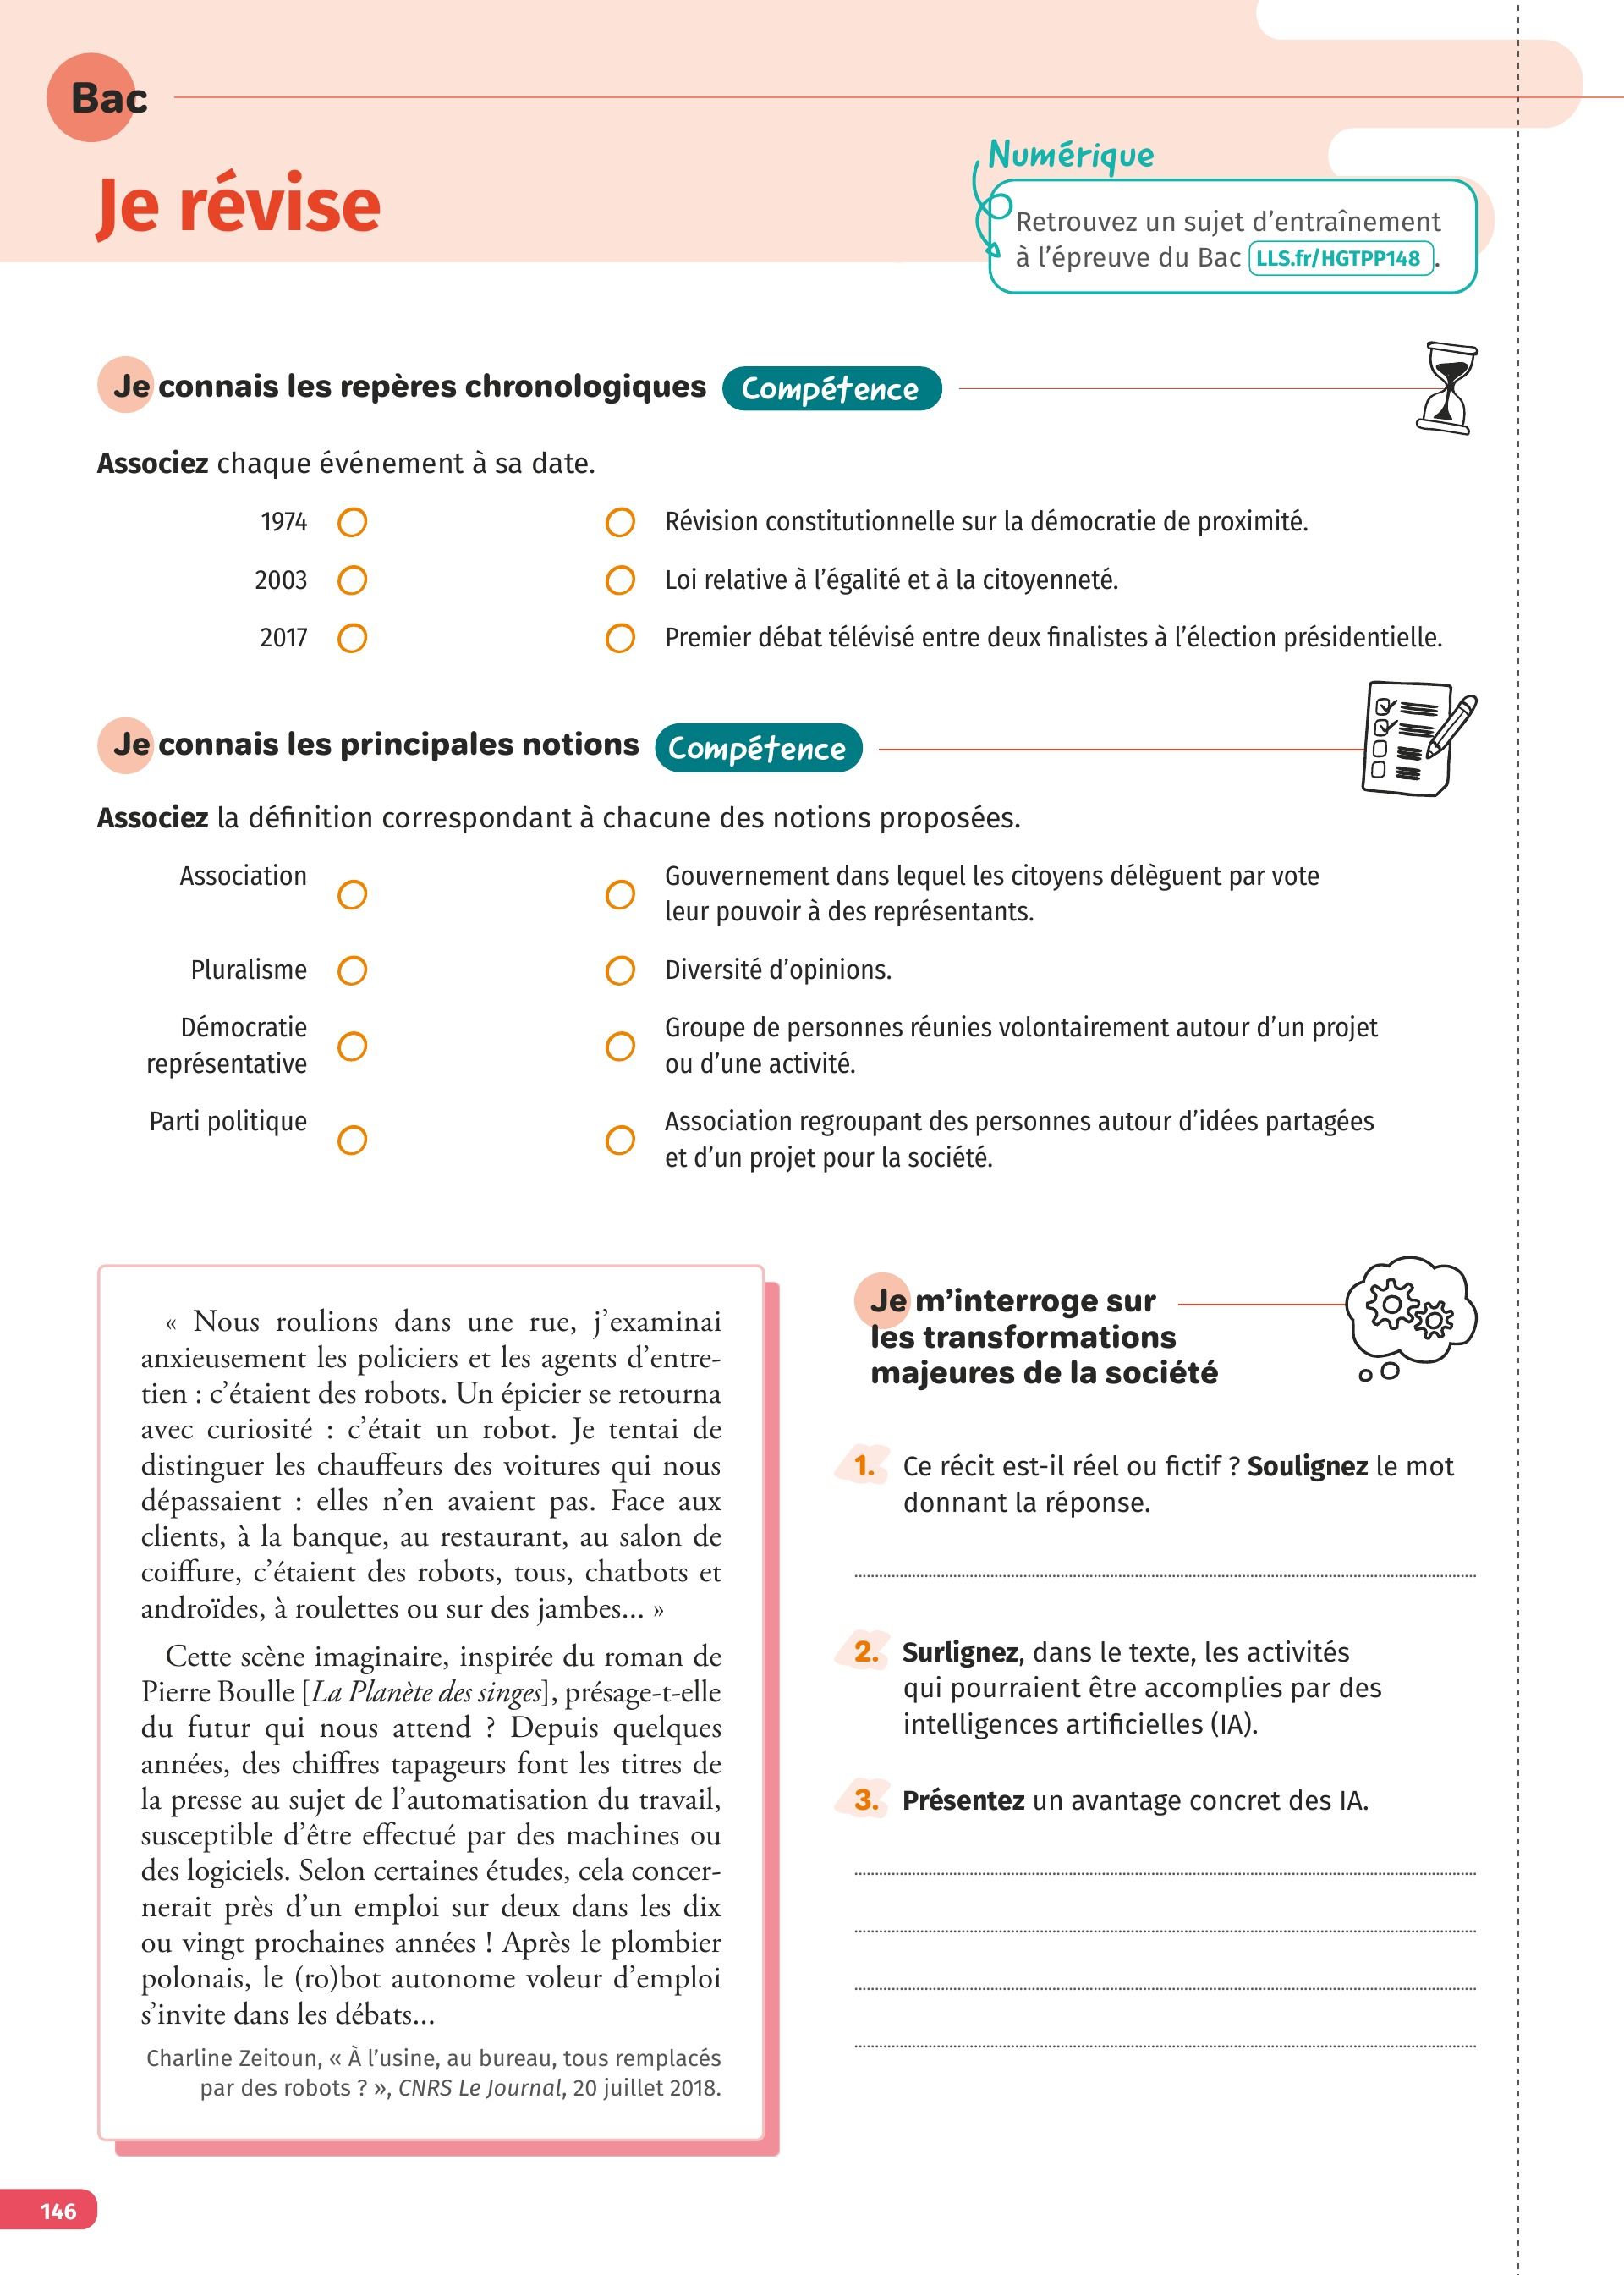 Bac
Je révise
Numérique
Retrouvez un sujet d’entraînement
à l’épreuve du Bac LLS.fr/HGTPP148.
Je connais les repères chronologiques Compétence
Associez chaque événement à sa date.
1974 Révision constitutionnelle sur la démocratie de proximité.
2003 Loi relative à l’égalité et à la citoyenneté.
2017 Premier débat télévisé entre deux finalistes à l’élection présidentielle.
Je connais les principales notions Compétence
Associez la définition correspondant à chacune des notions proposées.
Association
Gouvernement dans lequel les citoyens délèguent par vote
leur pouvoir à des représentants.
Pluralisme
Diversité d’opinions.
Démocratie
représentative
Groupe de personnes réunies volontairement autour d’un projet
ou d’une activité.
Parti politique
Association regroupant des personnes autour d’idées partagées
et d’un projet pour la société.
« Nous roulions dans une rue, j’examinai
anxieusement les policiers et les agents d’entre-
tien : c’étaient des robots. Un épicier se retourna
avec curiosité : c’était un robot. Je tentai de
distinguer les chauffeurs des voitures qui nous
dépassaient : elles n’en avaient pas. Face aux
clients, à la banque, au restaurant, au salon de
coiffure, c’étaient des robots, tous, chatbots et
androïdes, à roulettes ou sur des jambes... »
Cette scène imaginaire, inspirée du roman de
Pierre Boulle [La Planète des singes], présage-t-elle
du futur qui nous attend ? Depuis quelques
années, des chiffres tapageurs font les titres de
la presse au sujet de l’automatisation du travail,
susceptible d’être effectué par des machines ou
des logiciels. Selon certaines études, cela concer-
nerait près d’un emploi sur deux dans les dix
ou vingt prochaines années ! Après le plombier
polonais, le (ro)bot autonome voleur d’emploi
s’invite dans les débats...
Charline Zeitoun, « À l’usine, au bureau, tous remplacés
par des robots ? », CNRS Le Journal, 20 juillet 2018.
Je m’interroge sur
les transformations
majeures de la société
1. Ce récit est-il réel ou fictif ? Soulignez le mot
donnant la réponse.
2. Surlignez, dans le texte, les activités
qui pourraient être accomplies par des
intelligences artificielles (IA).
3. Présentez un avantage concret des IA.
146